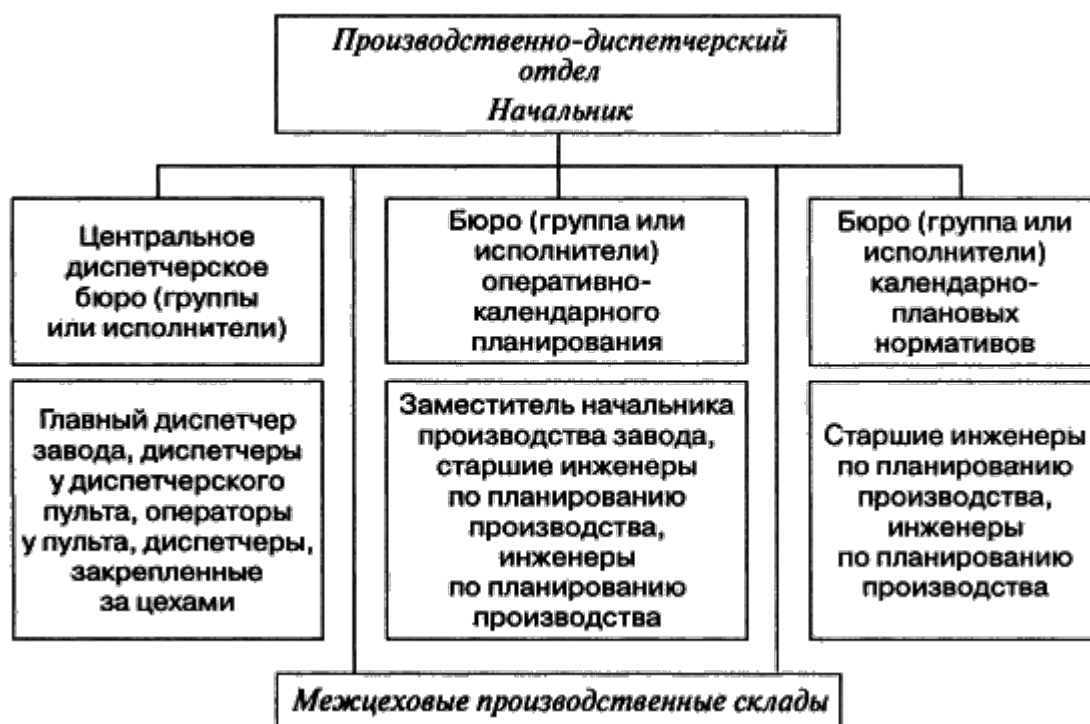 Производственно-диспетчерский
отдел
Начальник
Центральное
диспетчерское
бюро (группы
или исполнители)
Бюро (группа или
исполнители)
оперативно-
календарного
планирования
Бюро (группа или
исполнители)
календарно-
плановых
нормативов
Главный диспетчер
завода, диспетчеры
у диспетчерского
пульта, операторы
у пульта, диспетчеры,
закрепленные
за цехами
Заместитель начальника
производства завода,
старшие инженеры
по планированию
производства,
инженеры
по планированию
производства
Старшие инженеры
по планированию
производства,
инженеры
по планированию
производства
Межцеховые производственные склады